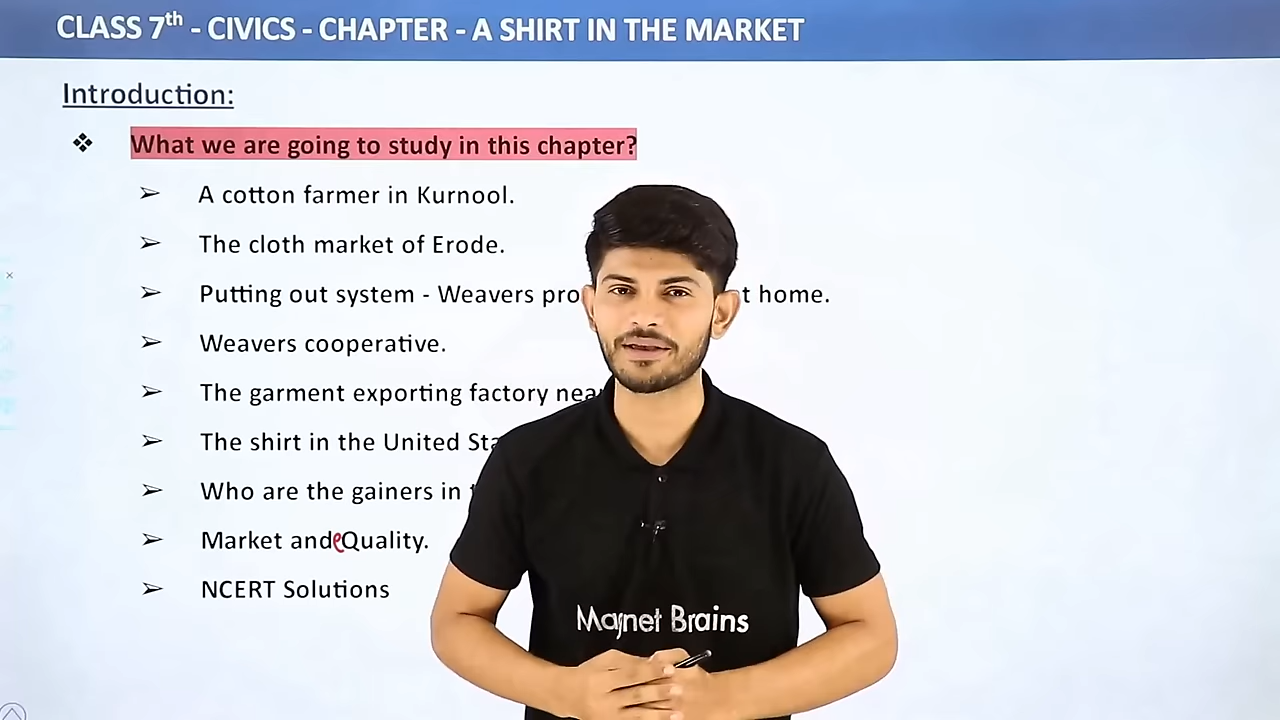 CLASS 7th - CIVICS - CHAPTER - A SHIRT IN THE MARKET
Introduction:
What we are going to study in this chapter?
A cotton farmer in Kurnool.
The cloth market of Erode.
Putting out system - Weavers pro t home.
Weavers cooperative.
The garment exporting factory nea
The shirt in the United Sta
Who are the gainers in
Market and eQuality.
NCERT Solutions
Magnet Brains